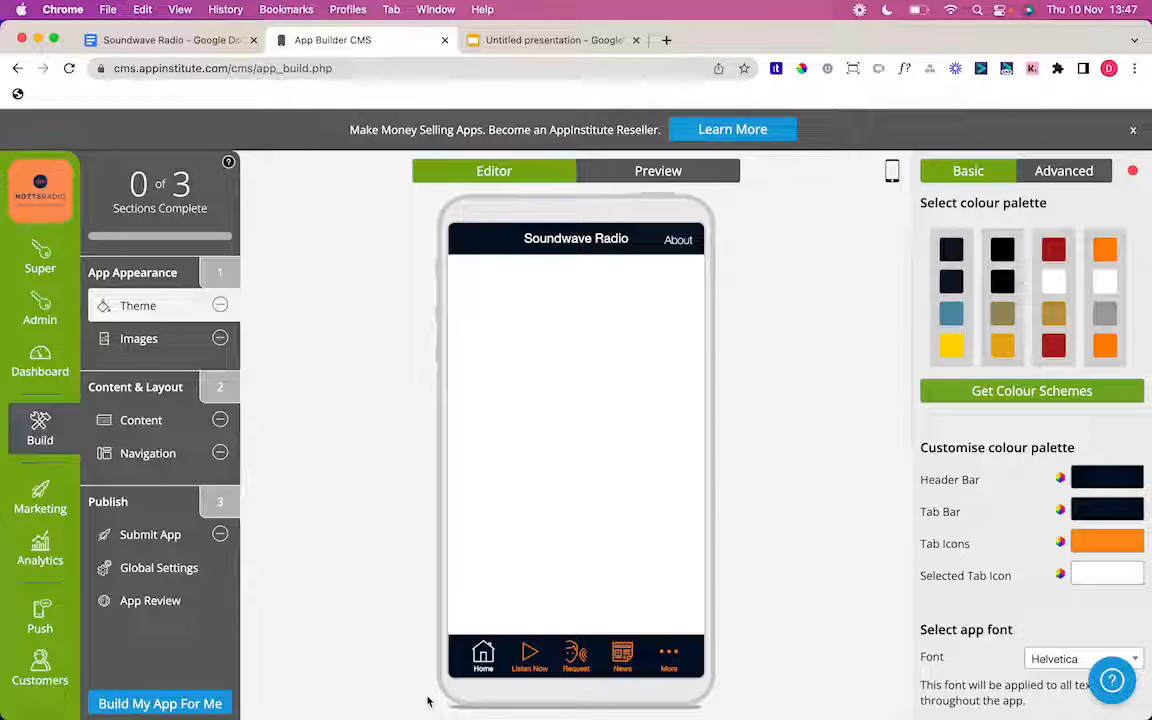 Chrome File Edit View History Bookmarks Profiles Tab Window Help Thu 10 Nov 13:47
Soundwave Radio - Google Do
App Builder CMS
Untitled presentation - Google
cms.appinstitute.com/cms/app_build.php
Make Money Selling Apps. Become an AppInstitute Reseller.
Learn More
x
NOTTSRADIO
Super
Admin
Dashboard
Build
Marketing
Analytics
Push
Customers
0 of 3
Sections Complete
App Appearance 1
Theme
Images
Content & Layout 2
Content
Navigation
Publish 3
Submit App
Global Settings
App Review
Build My App For Me
Editor Preview
Soundwave Radio About
Home Listen Now Request News More
Basic Advanced
Select colour palette
Get Colour Schemes
Customise colour palette
Header Bar
Tab Bar
Tab Icons
Selected Tab Icon
Select app font
Font Helvetica
This font will be applied to all
throughout the app.